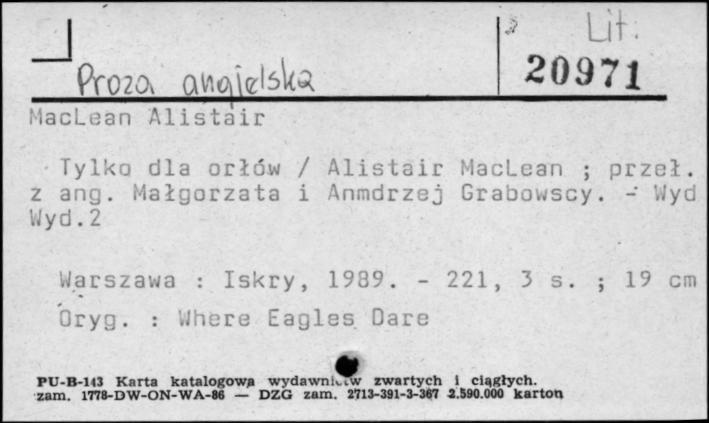 Lit.
20971
Proza angielska
MacLean Alistair
Tylko dla orłów / Alistair MacLean ; przeł.
z ang. Małgorzata i Anmdrzej Grabowscy. - Wyd
Wyd.2
Warszawa : Iskry, 1989. - 221, 3 s. ; 19 cm
Oryg. : Where Eagles Dare
PU-B-143 Karta katalogowa wydawnictw zwartych i ciągłych.
zam. 1778-DW-ON-WA-86 — DZG zam. 2713-391-3-367 2.590.000 karton